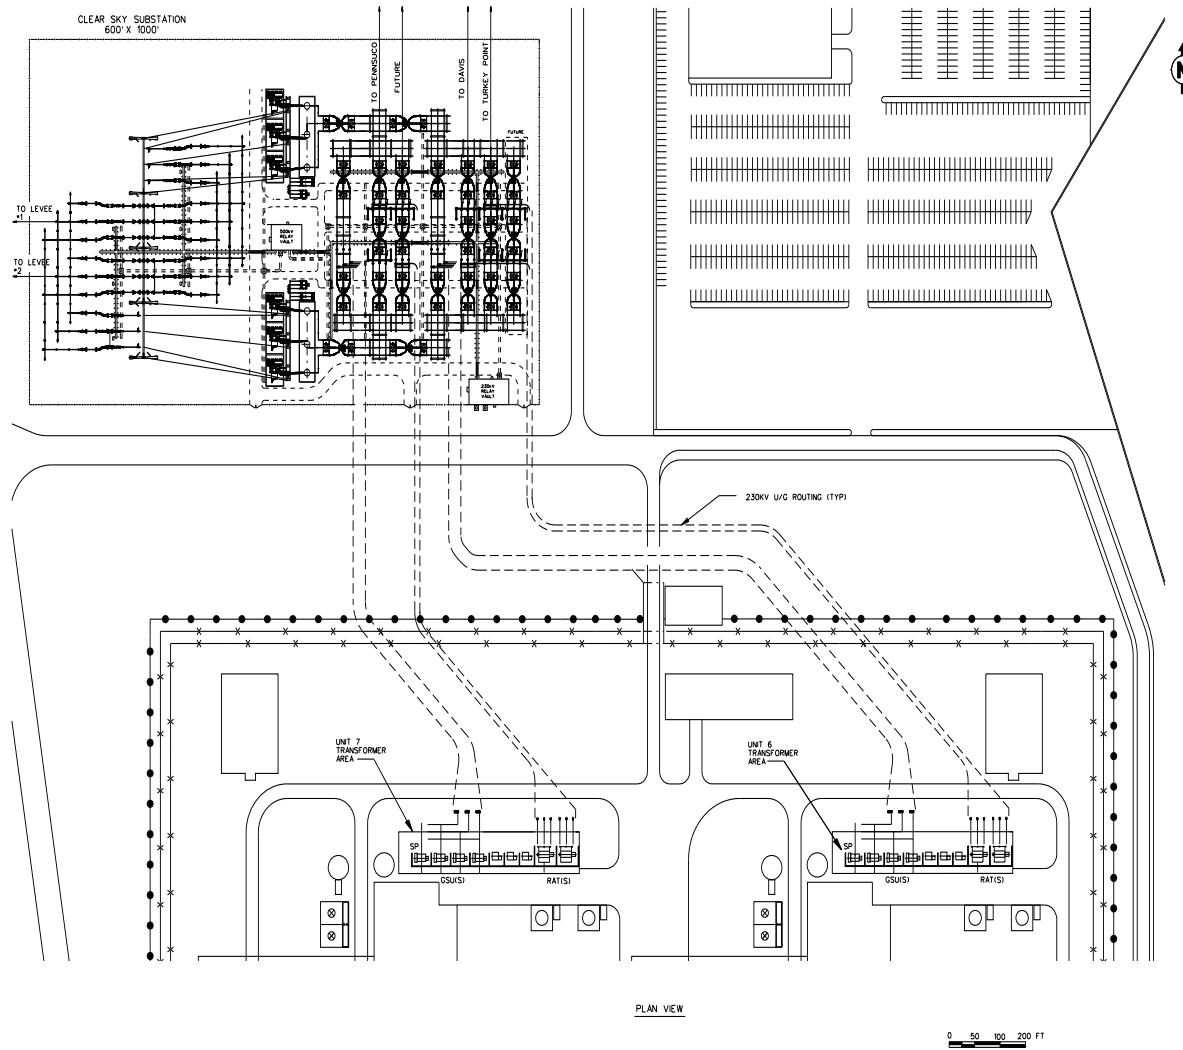 CLEAR SKY SUBSTATION
600' X 1000'
TO PENNSUCO
FUTURE
TO DAVIS
TO TURKEY POINT
N
FUTURE
TO LEVEE
*1
500kV
RELAY
VAULT
TO LEVEE
*2
230kV
RELAY
VAULT
230KV U/G ROUTING (TYP)
UNIT 7
TRANSFORMER
AREA
UNIT 6
TRANSFORMER
AREA
SP
SP
GSU(S)
RAT(S)
GSU(S)
RAT(S)
PLAN VIEW
0 50 100 200 FT